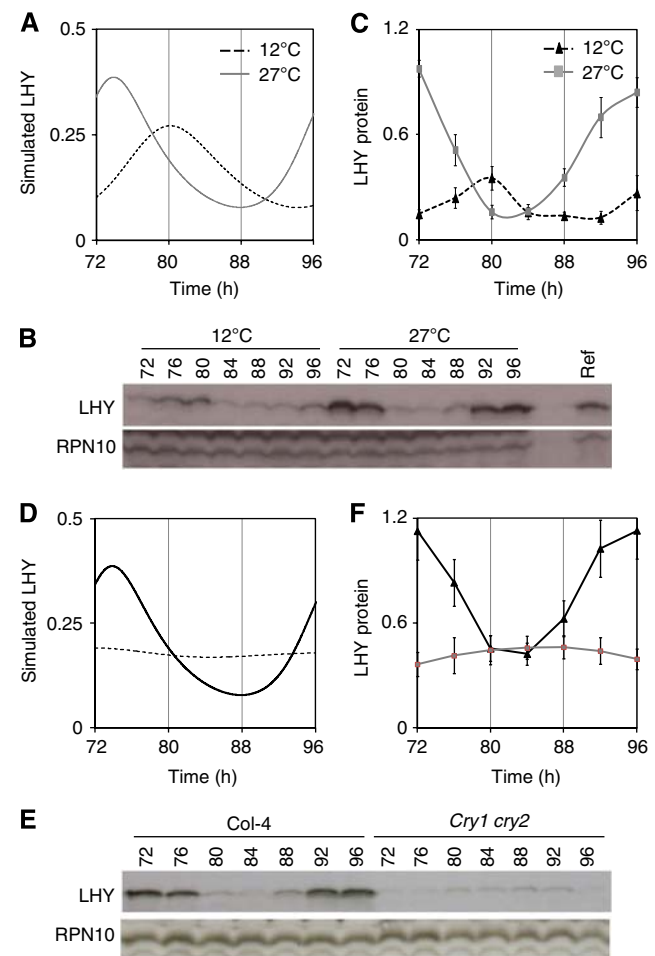 A
0.5
0.25
0
Simulated LHY
12°C
27°C
72 80 88 96
Time (h)
C
1.2
0.6
0
LHY protein
12°C
27°C
72 80 88 96
Time (h)
B
12°C 27°C
72 76 80 84 88 92 96 72 76 80 84 88 92 96 Ref
LHY
RPN10
D
0.5
0.25
0
Simulated LHY
72 80 88 96
Time (h)
F
1.2
0.6
0
LHY protein
72 80 88 96
Time (h)
E
Col-4 Cry1 cry2
72 76 80 84 88 92 96 72 76 80 84 88 92 96
LHY
RPN10